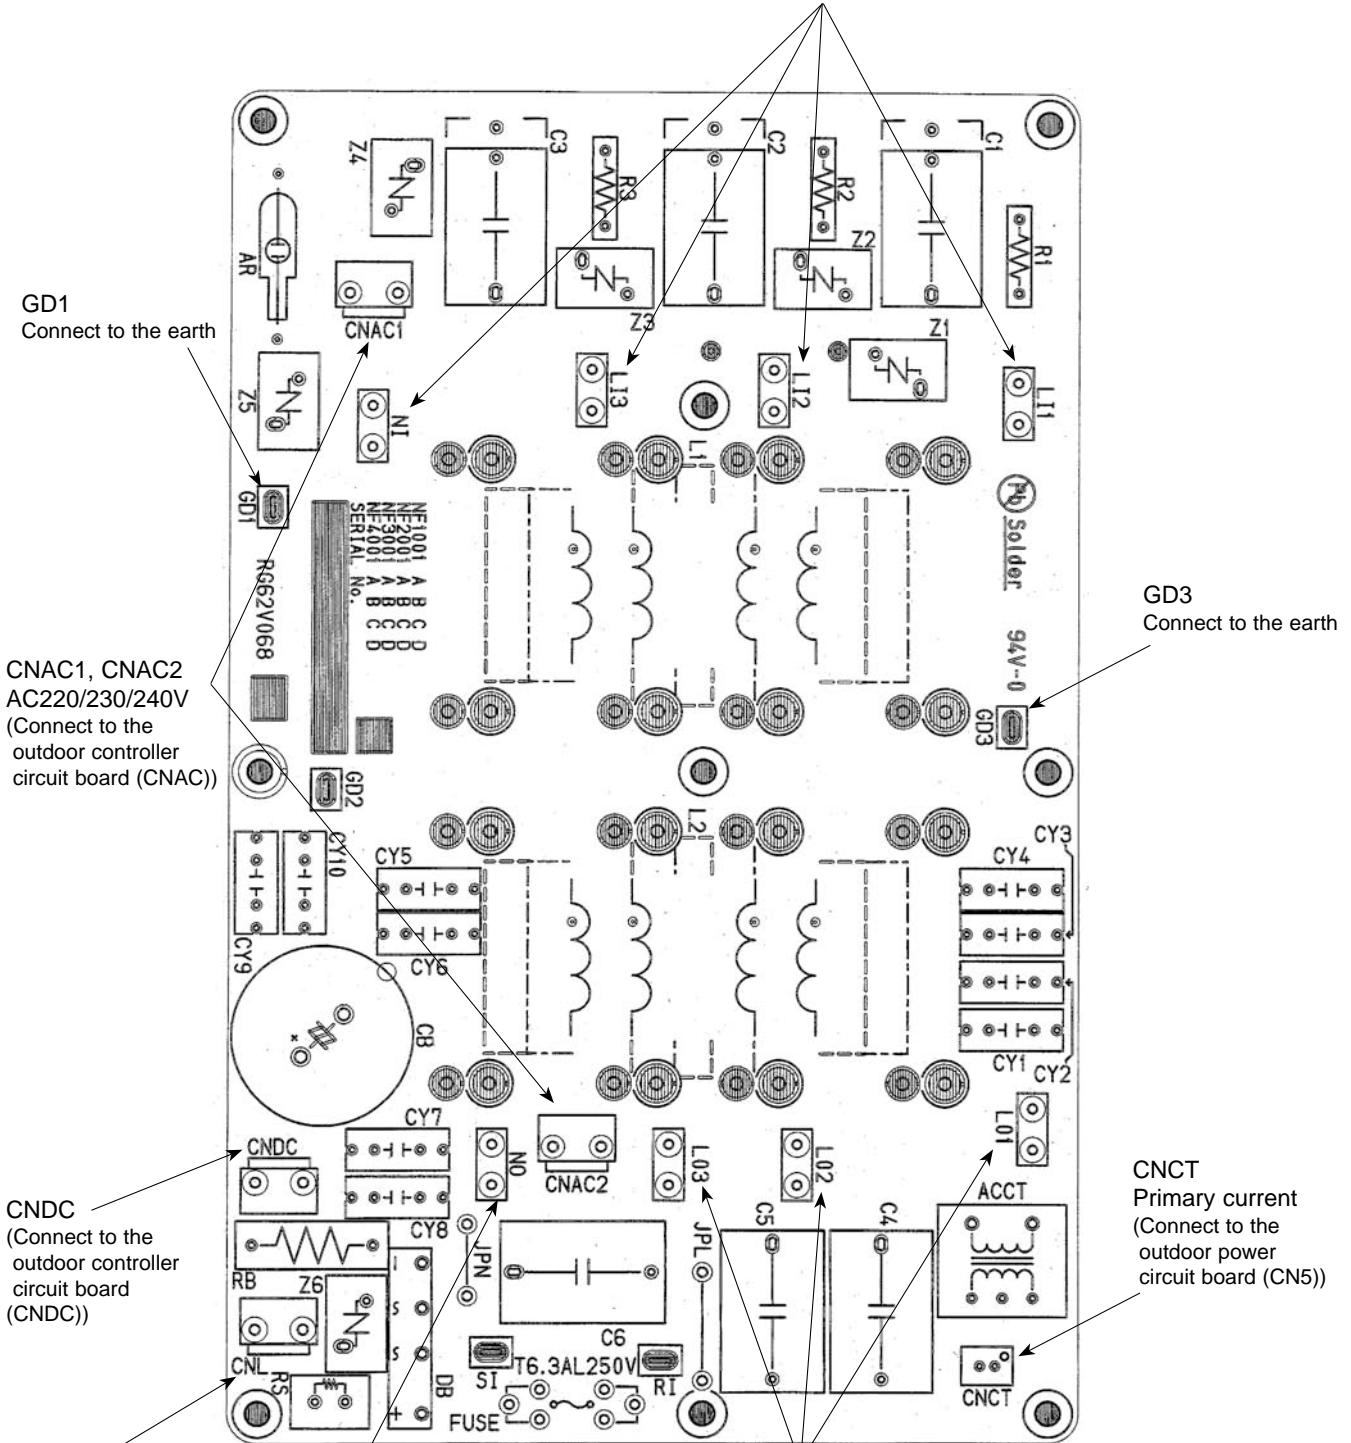 C3
C2
C1
Z4
R3
R2
R1
Z2
AR
CNAC1
Z3
Z1
GD1
Connect to the earth
Z5
NI
LI3
LI2
LI1
L1
GD1
NF1001 A B C D
NF2001 A B C D
NF3001 A B C D
NF4001 A B C D
SERIAL No.
RG62V068
Pb
Solder
94V-0
GD3
Connect to the earth
GD3
CNAC1, CNAC2
AC220/230/240V
(Connect to the
outdoor controller
circuit board (CNAC))
GD2
L2
CY10
CY9
CY5
CY6
CY4
CY3
CY1
CY2
CB
CY7
CY8
CNDC
NO
CNAC2
LO3
LO2
LO1
ACCT
CNDC
(Connect to the
outdoor controller
circuit board
(CNDC))
CNCT
Primary current
(Connect to the
outdoor power
circuit board (CN5))
RB
Z6
JPN
JPL
C5
C4
C6
CNL
RS
- S S +
DB
SI
T6.3AL250V
RI
FUSE
CNCT